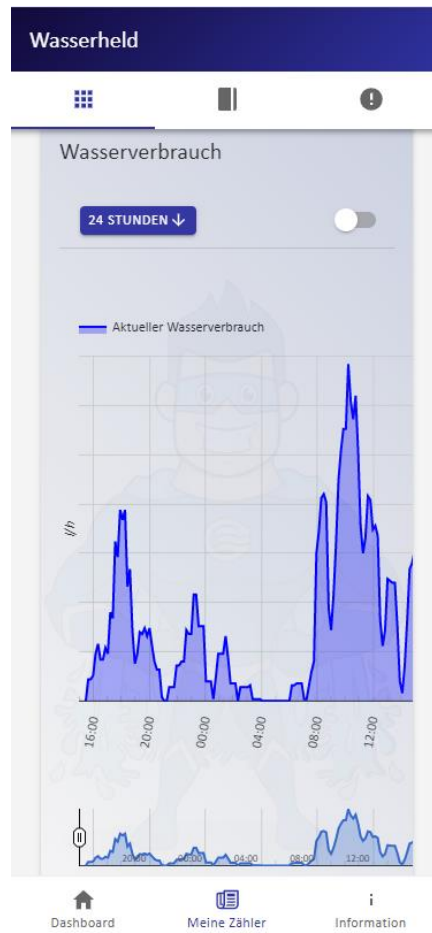 Wasserheld
Wasserverbrauch
24 STUNDEN
Aktueller Wasserverbrauch
l/h
16:00 20:00 00:00 04:00 08:00 12:00
20:00 00:00 04:00 08:00 12:00
Dashboard Meine Zähler Information